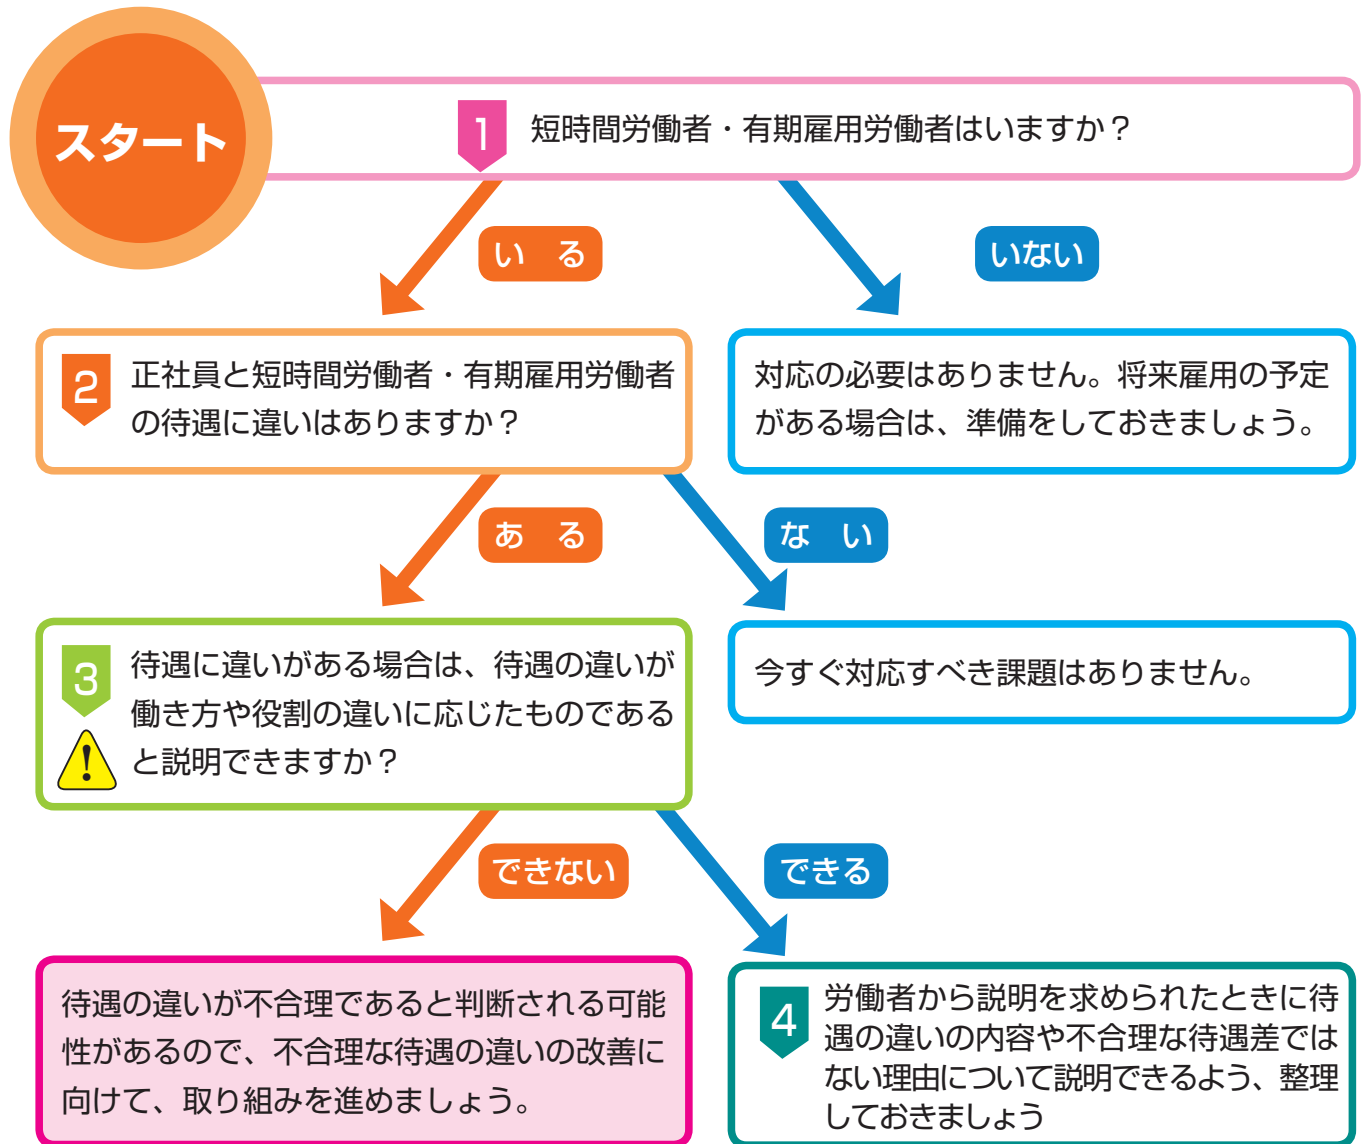 スタート
1
短時間労働者・有期雇用労働者はいますか？
いる
いない
2
正社員と短時間労働者・有期雇用労働者
の待遇に違いはありますか？
対応の必要はありません。将来雇用の予定
がある場合は、準備をしておきましょう。
ある
ない
3
待遇に違いがある場合は、待遇の違いが
働き方や役割の違いに応じたものである
と説明できますか？
今すぐ対応すべき課題はありません。
できない
できる
待遇の違いが不合理であると判断される可能
性があるので、不合理な待遇の違いの改善に
向けて、取り組みを進めましょう。
4
労働者から説明を求められたときに待
遇の違いの内容や不合理な待遇差では
ない理由について説明できるよう、整理
しておきましょう